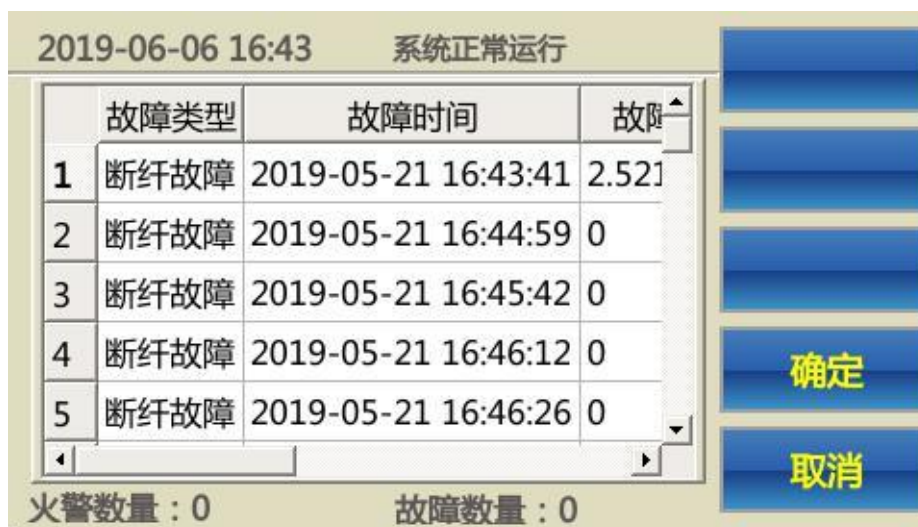 2019-06-06 16:43 系统正常运行
故障类型 故障时间 故障
1 断纤故障 2019-05-21 16:43:41 2.521
2 断纤故障 2019-05-21 16:44:59 0
3 断纤故障 2019-05-21 16:45:42 0
4 断纤故障 2019-05-21 16:46:12 0
5 断纤故障 2019-05-21 16:46:26 0
确定
取消
火警数量：0 故障数量：0